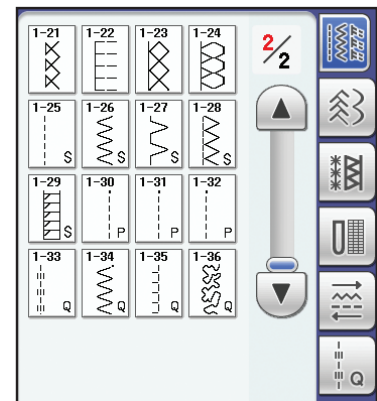 1-21 1-22 1-23 1-24 2/2
1-25 1-26 1-27 1-28
S S S S
1-29 1-30 1-31 1-32
S P P P
1-33 1-34 1-35 1-36
Q Q Q Q
Q